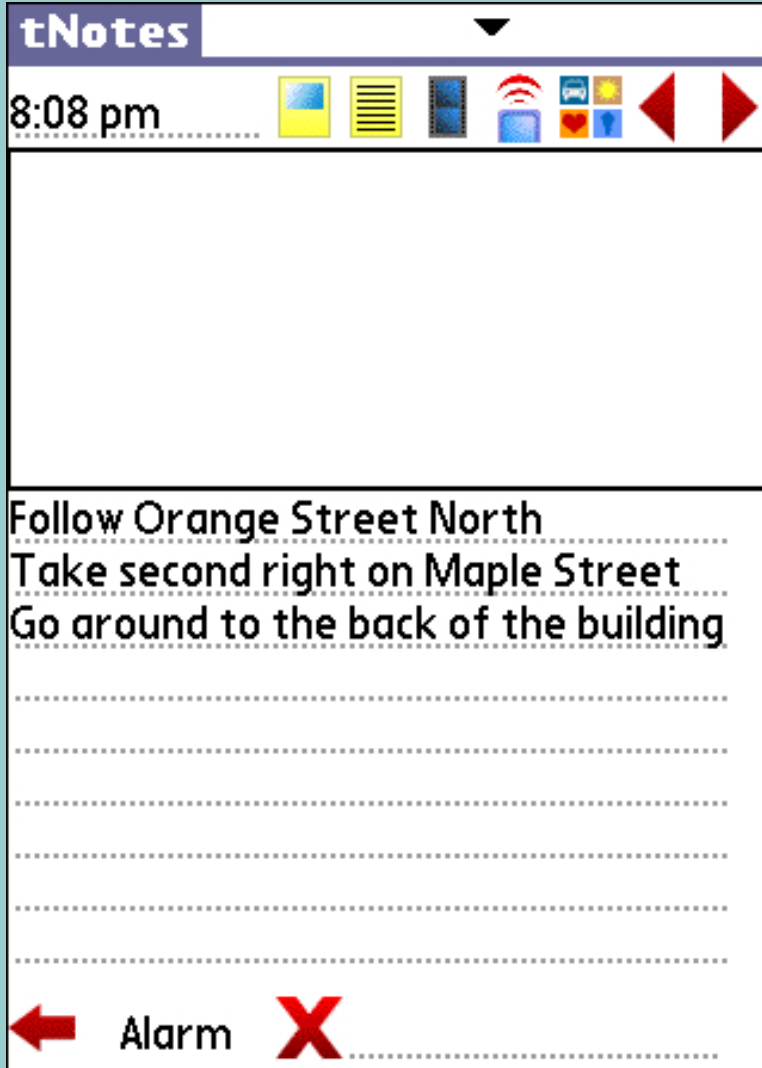 tNotes
8:08 pm
Follow Orange Street North
Take second right on Maple Street
Go around to the back of the building
Alarm